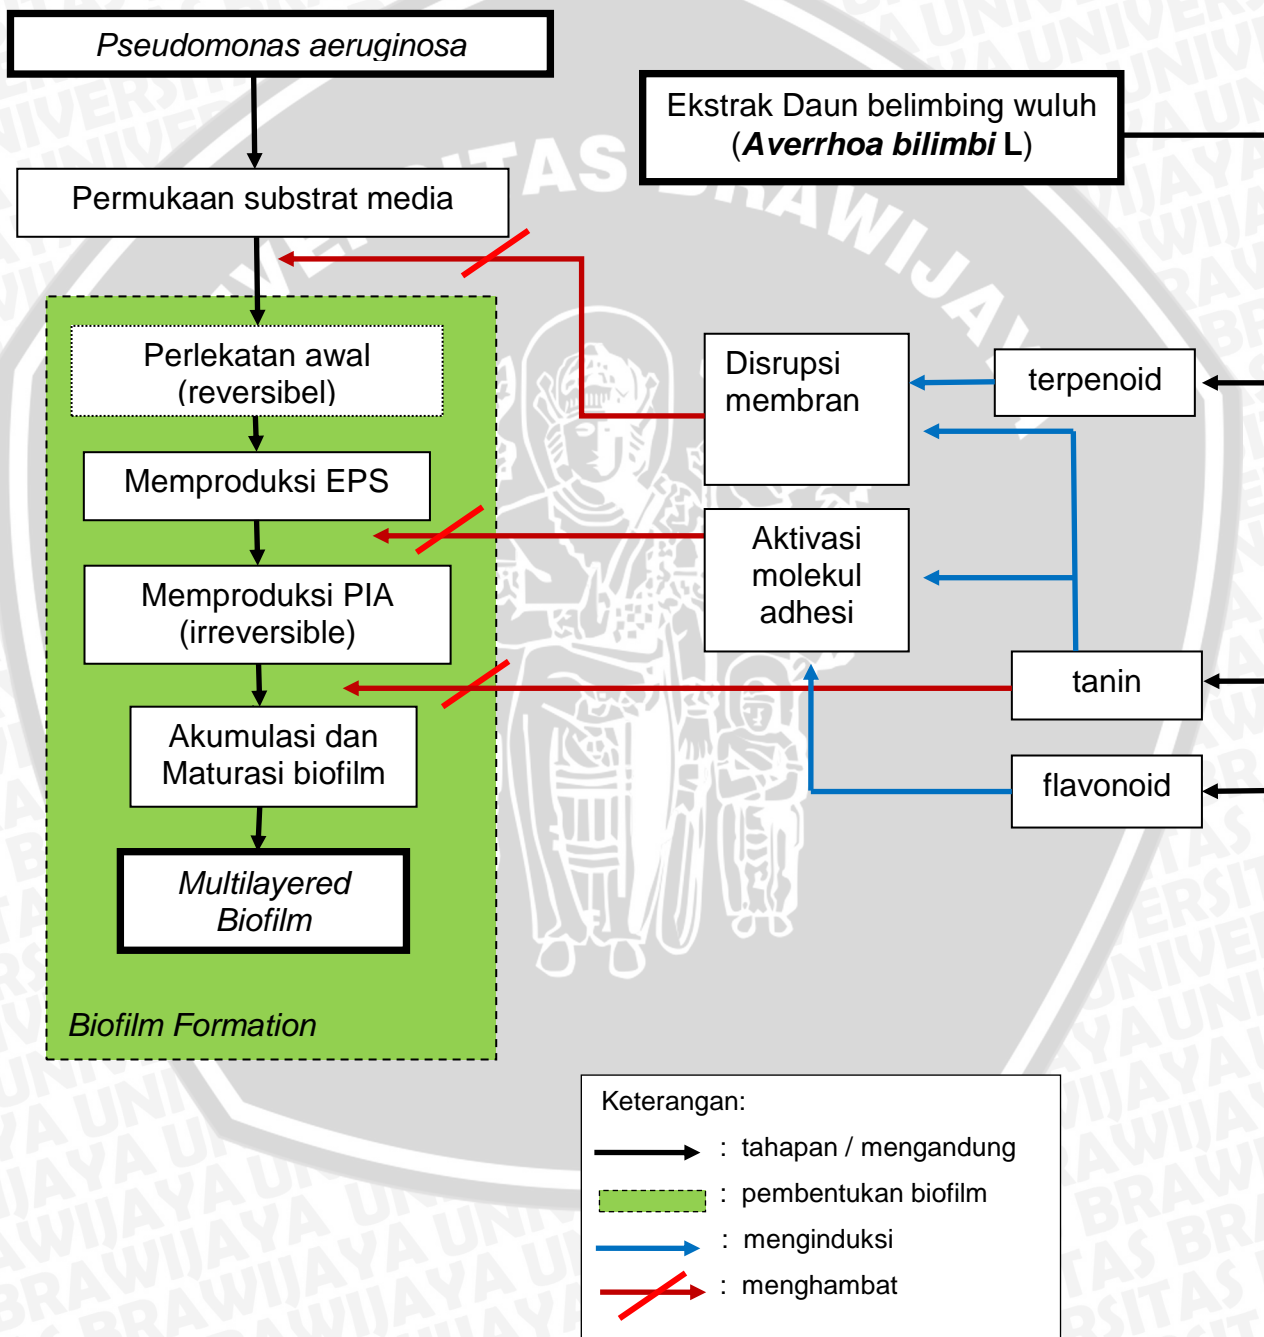 Pseudomonas aeruginosa
Ekstrak Daun belimbing wuluh
(Averrhoa bilimbi L)
Permukaan substrat media
Perlekatan awal
(reversibel)
Memproduksi EPS
Memproduksi PIA
(irreversible)
Akumulasi dan
Maturasi biofilm
Multilayered
Biofilm
Biofilm Formation
Disrupsi
membran
Aktivasi
molekul
adhesi
terpenoid
tanin
flavonoid
Keterangan:
: tahapan / mengandung
: pembentukan biofilm
: menginduksi
: menghambat
UNIVERSITAS BRAWIJAYA